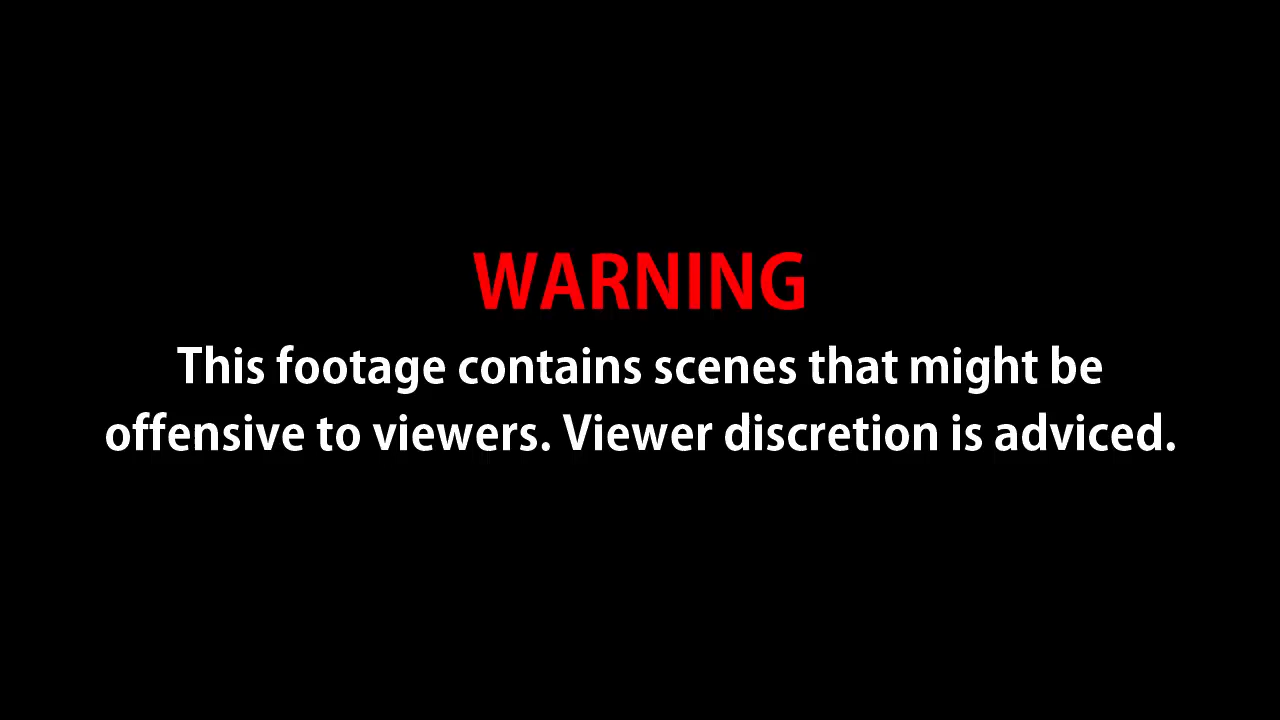 WARNING
This footage contains scenes that might be
offensive to viewers. Viewer discretion is adviced.